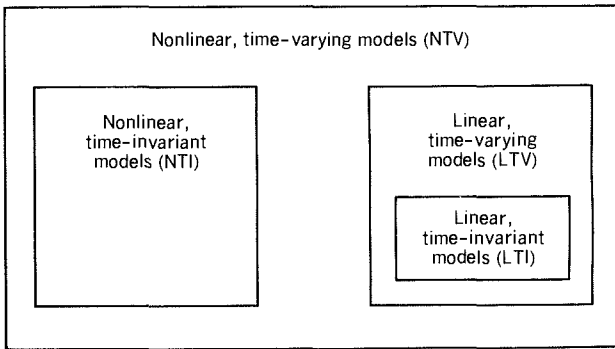 Nonlinear, time-varying models (NTV)
Nonlinear,
time-invariant
models (NTI)
Linear,
time-varying
models (LTV)
Linear,
time-invariant
models (LTI)